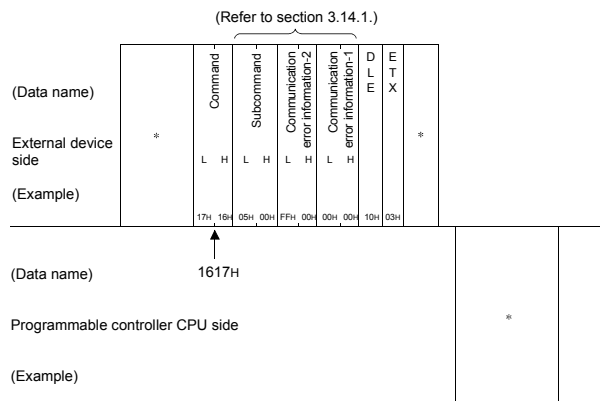 (Refer to section 3.14.1.)
(Data name)
External device
side
(Example)
*
Command
L H
17H 16H
Subcommand
L H
05H 00H
Communication
error information-2
L H
FFH 00H
Communication
error information-1
L H
00H 00H
D
L
E
10H
E
T
X
03H
*
(Data name)
1617H
Programmable controller CPU side
*
(Example)